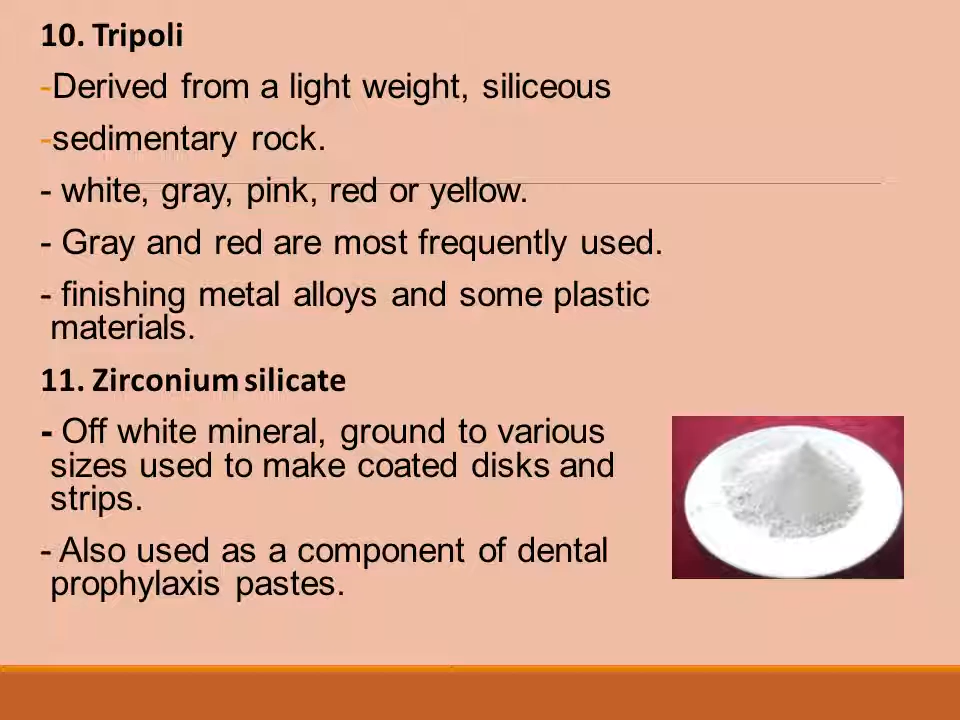 10. Tripoli
-Derived from a light weight, siliceous
-sedimentary rock.
- white, gray, pink, red or yellow.
- Gray and red are most frequently used.
- finishing metal alloys and some plastic
materials.
11. Zirconium silicate
- Off white mineral, ground to various
sizes used to make coated disks and
strips.
- Also used as a component of dental
prophylaxis pastes.